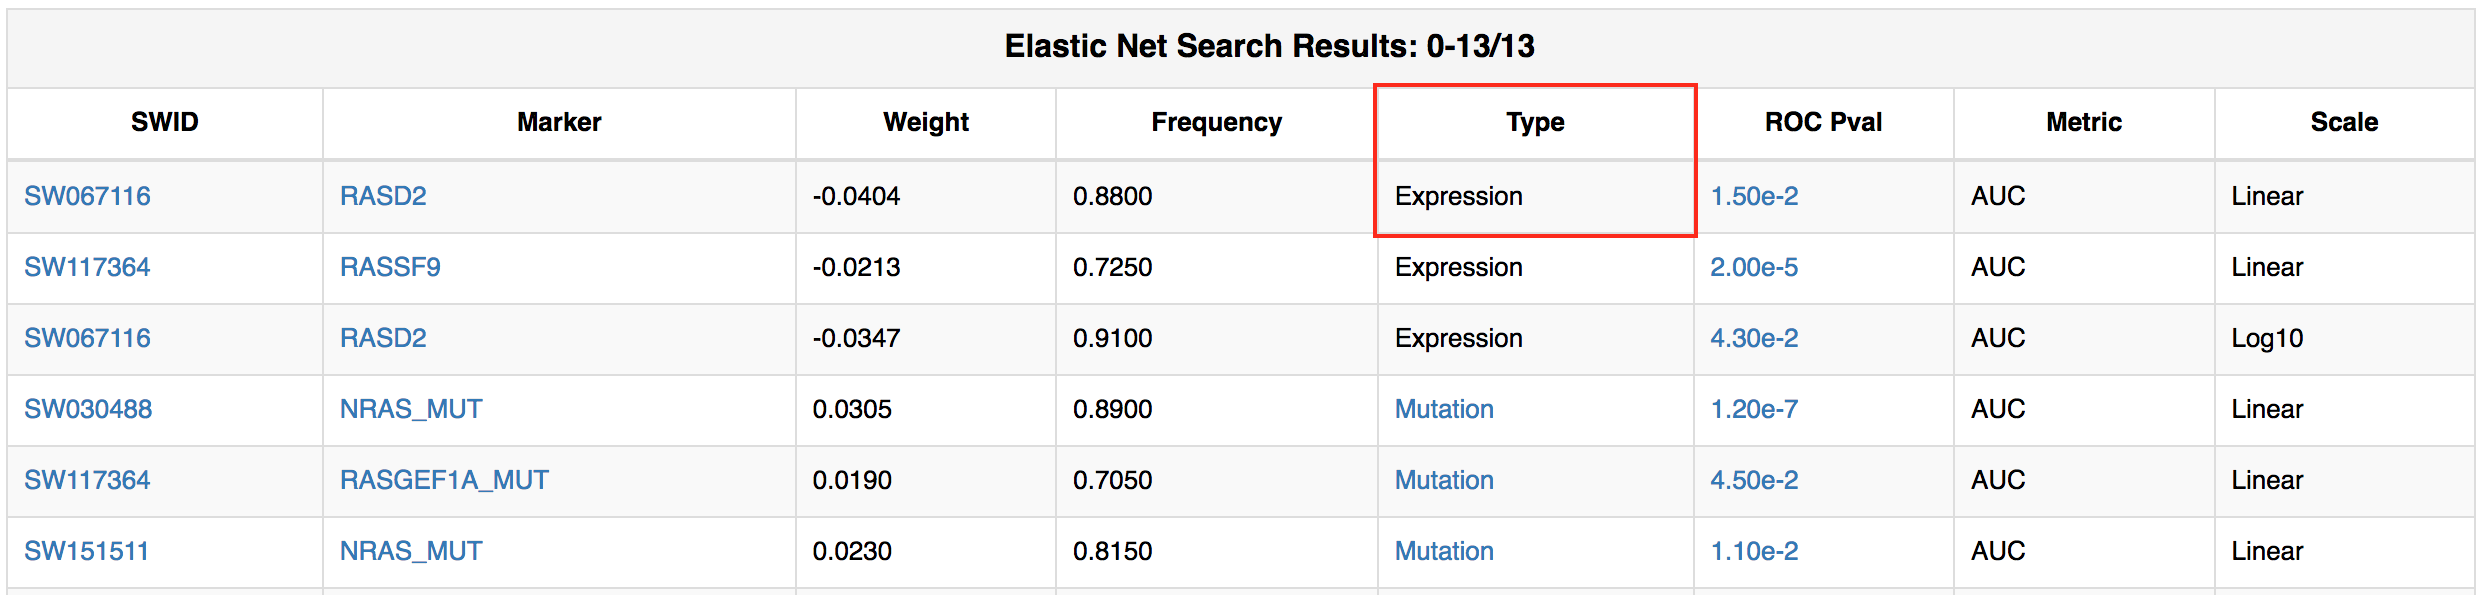 Elastic Net Search Results: 0-13/13
SWID Marker Weight Frequency Type ROC Pval Metric Scale
SW067116 RASD2 -0.0404 0.8800 Expression 1.50e-2 AUC Linear
SW117364 RASSF9 -0.0213 0.7250 Expression 2.00e-5 AUC Linear
SW067116 RASD2 -0.0347 0.9100 Expression 4.30e-2 AUC Log10
SW030488 NRAS_MUT 0.0305 0.8900 Mutation 1.20e-7 AUC Linear
SW117364 RASGEF1A_MUT 0.0190 0.7050 Mutation 4.50e-2 AUC Linear
SW151511 NRAS_MUT 0.0230 0.8150 Mutation 1.10e-2 AUC Linear